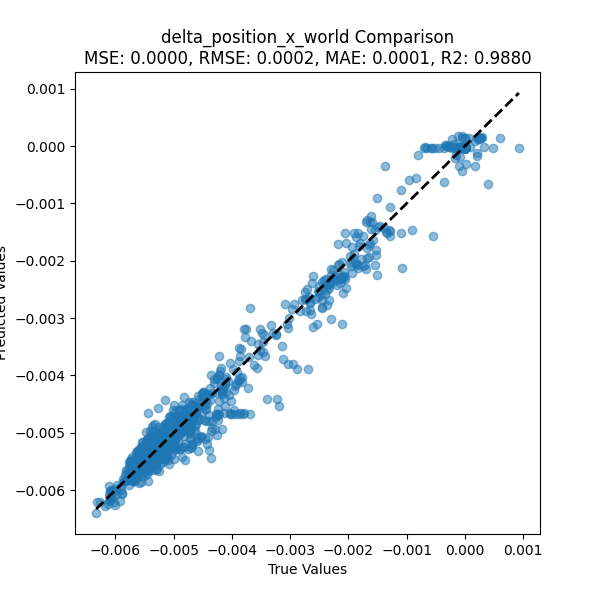 delta_position_x_world Comparison
MSE: 0.0000, RMSE: 0.0002, MAE: 0.0001, R2: 0.9880
0.001
0.000
−0.001
−0.002
−0.003
−0.004
−0.005
−0.006
Predicted Values
−0.006 −0.005 −0.004 −0.003 −0.002 −0.001 0.000 0.001
True Values